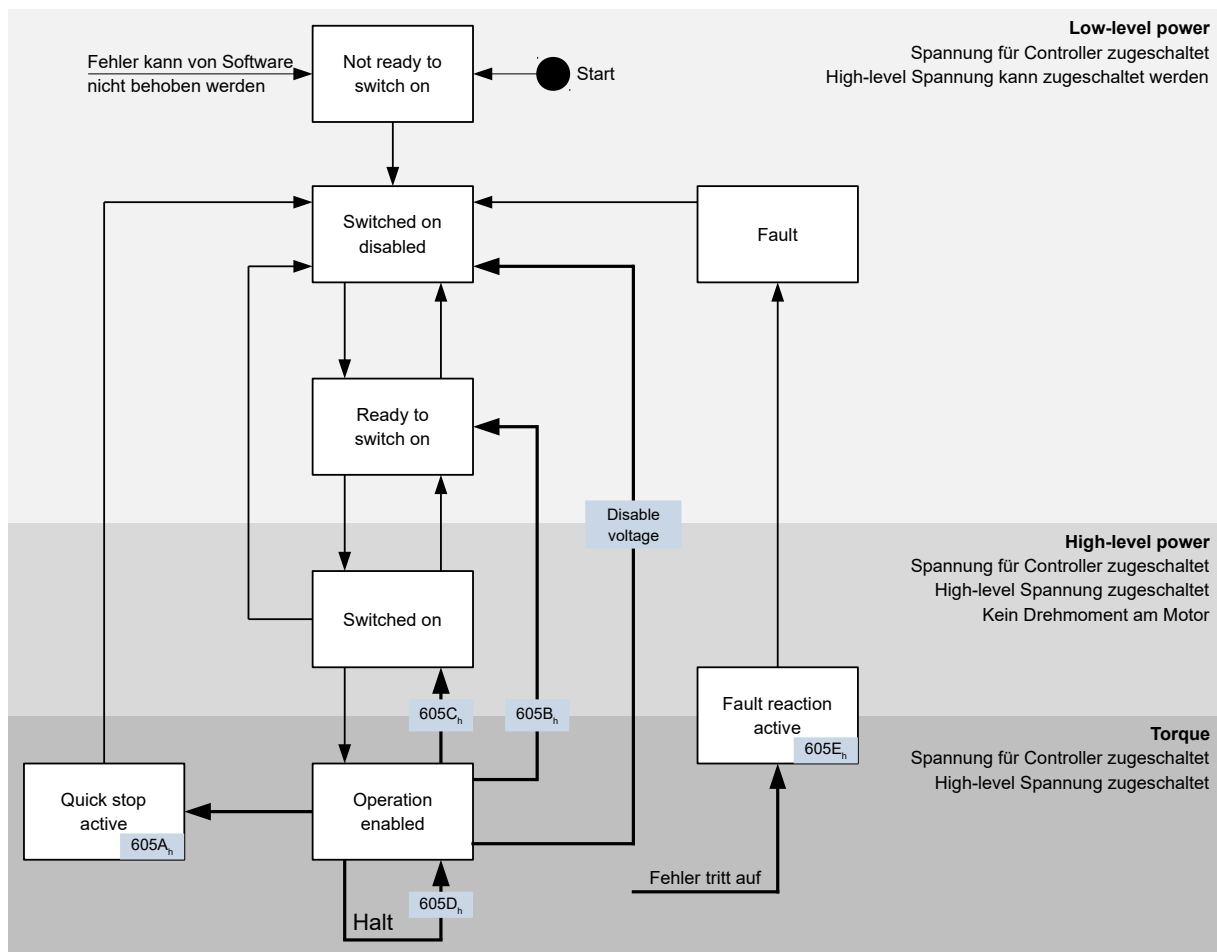 Low-level power
Spannung für Controller zugeschaltet
High-level Spannung kann zugeschaltet werden
Fehler kann von Software
nicht behoben werden
Not ready to
switch on
Start
Switched on
disabled
Fault
Ready to
switch on
Disable
voltage
High-level power
Spannung für Controller zugeschaltet
High-level Spannung zugeschaltet
Kein Drehmoment am Motor
Switched on
605Ch
605Bh
Fault reaction
active
605Eh
Torque
Spannung für Controller zugeschaltet
High-level Spannung zugeschaltet
Quick stop
active
605Ah
Operation
enabled
Fehler tritt auf
605Dh
Halt